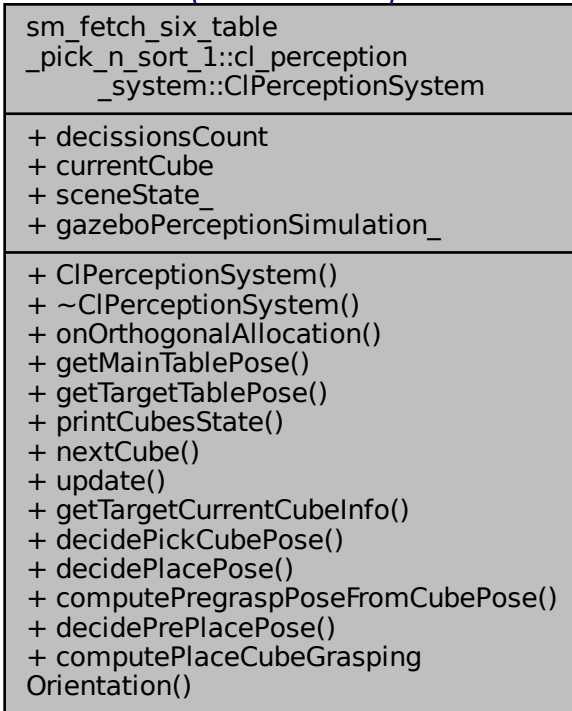 sm_fetch_six_table
_pick_n_sort_1::cl_perception
_system::ClPerceptionSystem
+ decissionsCount
+ currentCube
+ sceneState_
+ gazeboPerceptionSimulation_
+ ClPerceptionSystem()
+ ~ClPerceptionSystem()
+ onOrthogonalAllocation()
+ getMainTablePose()
+ getTargetTablePose()
+ printCubesState()
+ nextCube()
+ update()
+ getTargetCurrentCubeInfo()
+ decidePickCubePose()
+ decidePlacePose()
+ computePregraspPoseFromCubePose()
+ decidePrePlacePose()
+ computePlaceCubeGrasping
Orientation()